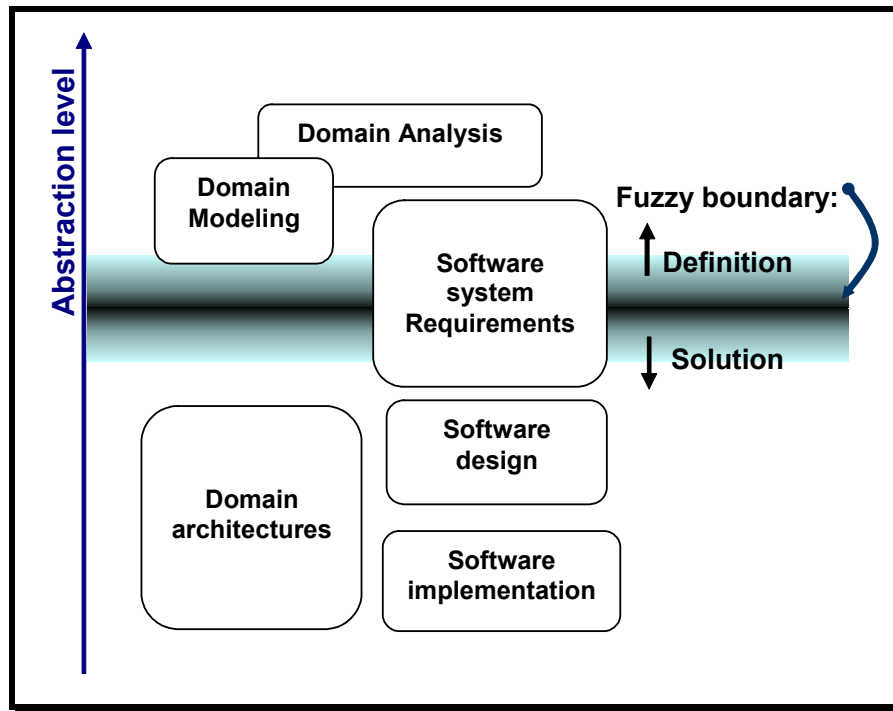 Abstraction level
Domain Analysis
Domain
Modeling
Fuzzy boundary:
Definition
Software
system
Requirements
Solution
Software
design
Domain
architectures
Software
implementation